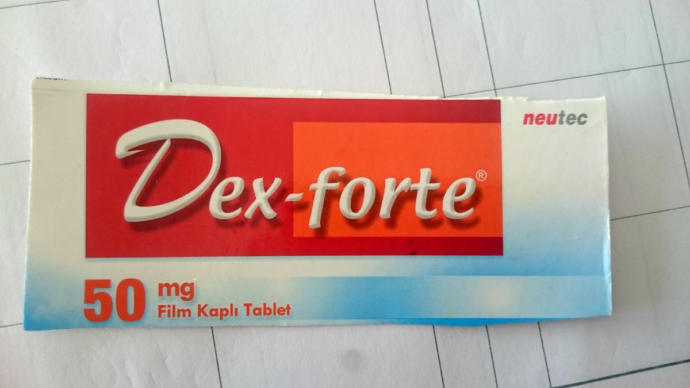 neutec
Dex-forte®
50 mg
Film Kaplı Tablet